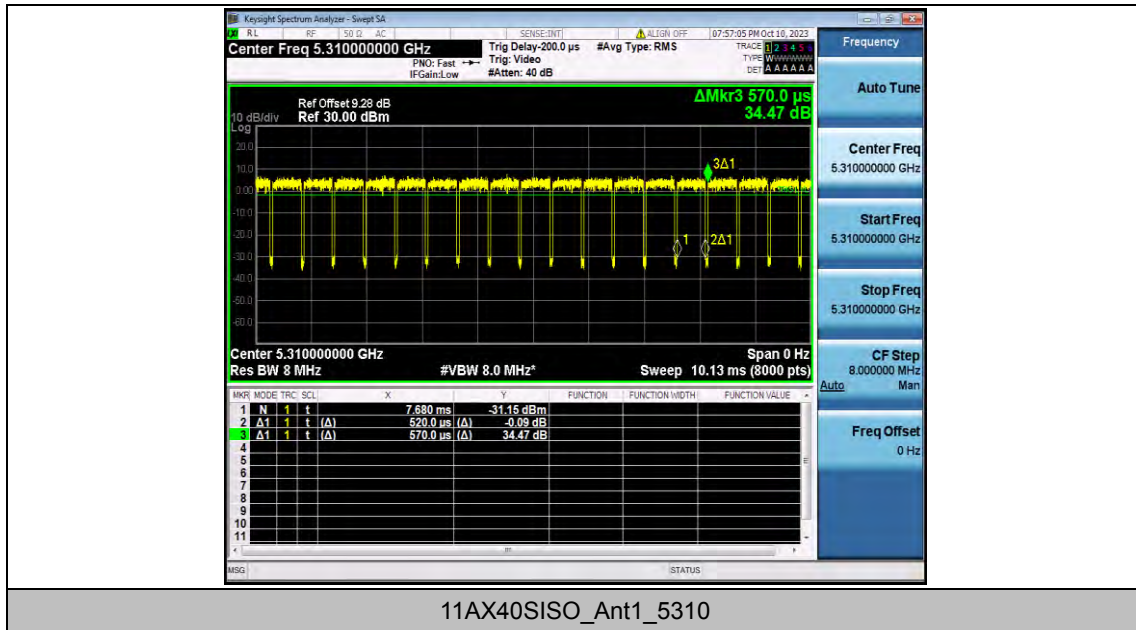 Keysight Spectrum Analyzer - Swept SA
RL RF 50 Ω AC SENSE:INT ALIGN OFF 07:57:05 PM Oct 10, 2023
Center Freq 5.310000000 GHz
PNO: Fast
IFGain:Low
Trig Delay-200.0 µs
Trig: Video
#Atten: 40 dB
#Avg Type: RMS
TRACE 1 2 3 4 5 6
TYPE
DET A A A A A A
Frequency
Ref Offset 9.28 dB
10 dB/div Ref 30.00 dBm
Log
ΔMkr3 570.0 µs
34.47 dB
Auto Tune
20.0
10.0
0.00
-10.0
-20.0
-30.0
-40.0
-50.0
-60.0
3Δ1
1
2Δ1
Center Freq
5.310000000 GHz
Start Freq
5.310000000 GHz
Stop Freq
5.310000000 GHz
CF Step
8.000000 MHz
Auto Man
Freq Offset
0 Hz
Center 5.310000000 GHz Span 0 Hz
Res BW 8 MHz #VBW 8.0 MHz* Sweep 10.13 ms (8000 pts)
MKR MODE TRC SCL X Y FUNCTION FUNCTION WIDTH FUNCTION VALUE
1 N 1 t 7.680 ms -31.15 dBm
2 Δ1 1 t (Δ) 520.0 µs (Δ) -0.09 dB
3 Δ1 1 t (Δ) 570.0 µs (Δ) 34.47 dB
4
5
6
7
8
9
10
11
MSG STATUS
11AX40SISO_Ant1_5310